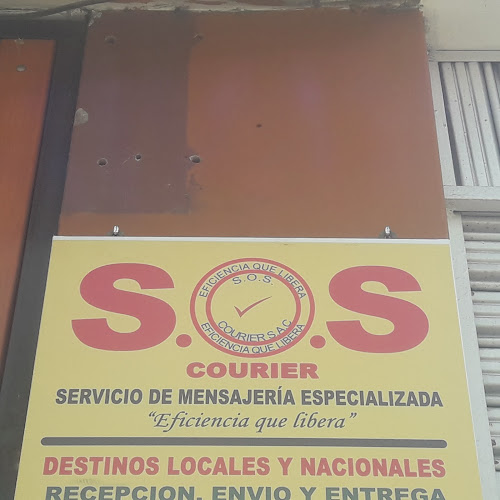 S.O.S
EFICIENCIA QUE LIBERA
S.O.S.
COURIER S.A.C
EFICIENCIA QUE LIBERA
COURIER
SERVICIO DE MENSAJERÍA ESPECIALIZADA
“Eficiencia que libera”
DESTINOS LOCALES Y NACIONALES
RECEPCION, ENVIO Y ENTREGA